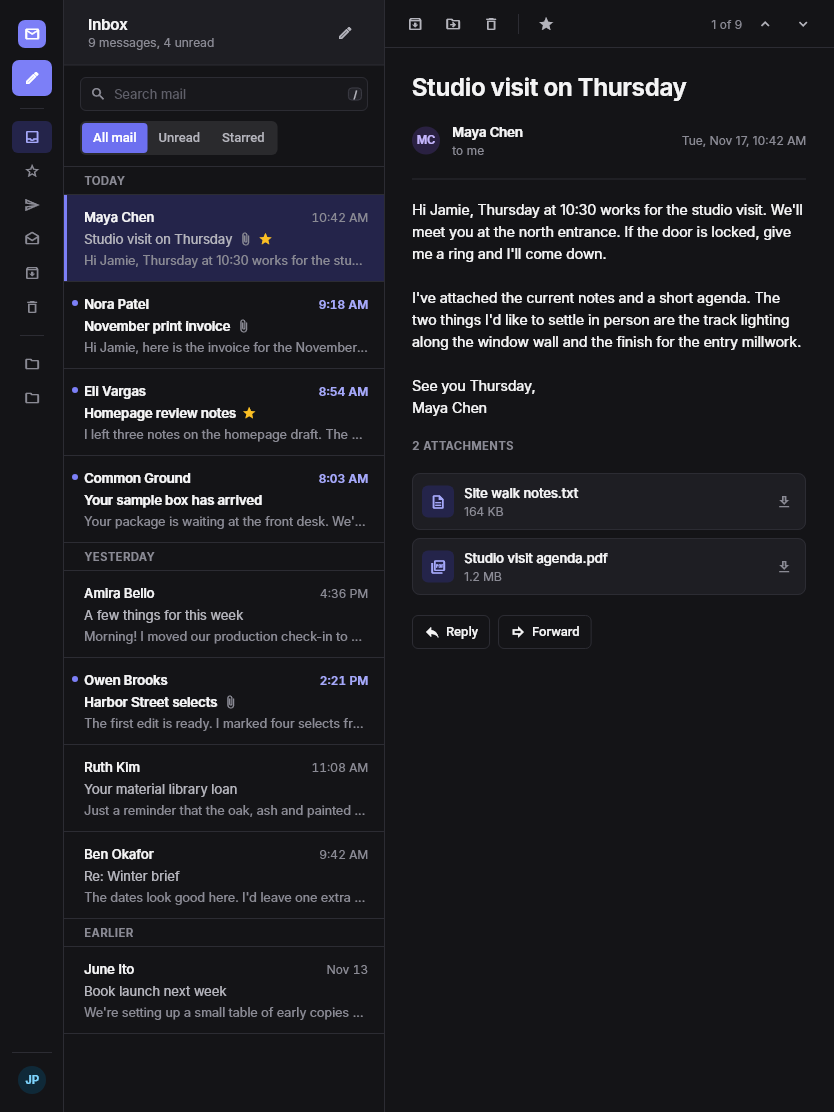 Inbox
9 messages, 4 unread
Search mail
/
All mail
Unread
Starred
TODAY
Maya Chen
10:42 AM
Studio visit on Thursday
Hi Jamie, Thursday at 10:30 works for the stu...
Nora Patel
9:18 AM
November print invoice
Hi Jamie, here is the invoice for the November...
Eli Vargas
8:54 AM
Homepage review notes
I left three notes on the homepage draft. The ...
Common Ground
8:03 AM
Your sample box has arrived
Your package is waiting at the front desk. We'...
YESTERDAY
Amira Bello
4:36 PM
A few things for this week
Morning! I moved our production check-in to ...
Owen Brooks
2:21 PM
Harbor Street selects
The first edit is ready. I marked four selects fr...
Ruth Kim
11:08 AM
Your material library loan
Just a reminder that the oak, ash and painted ...
Ben Okafor
9:42 AM
Re: Winter brief
The dates look good here. I'd leave one extra ...
EARLIER
June Ito
Nov 13
Book launch next week
We're setting up a small table of early copies ...
JP
1 of 9
Studio visit on Thursday
MC
Maya Chen
to me
Tue, Nov 17, 10:42 AM
Hi Jamie, Thursday at 10:30 works for the studio visit. We'll
meet you at the north entrance. If the door is locked, give
me a ring and I'll come down.
I've attached the current notes and a short agenda. The
two things I'd like to settle in person are the track lighting
along the window wall and the finish for the entry millwork.
See you Thursday,
Maya Chen
2 ATTACHMENTS
Site walk notes.txt
164 KB
Studio visit agenda.pdf
1.2 MB
Reply
Forward